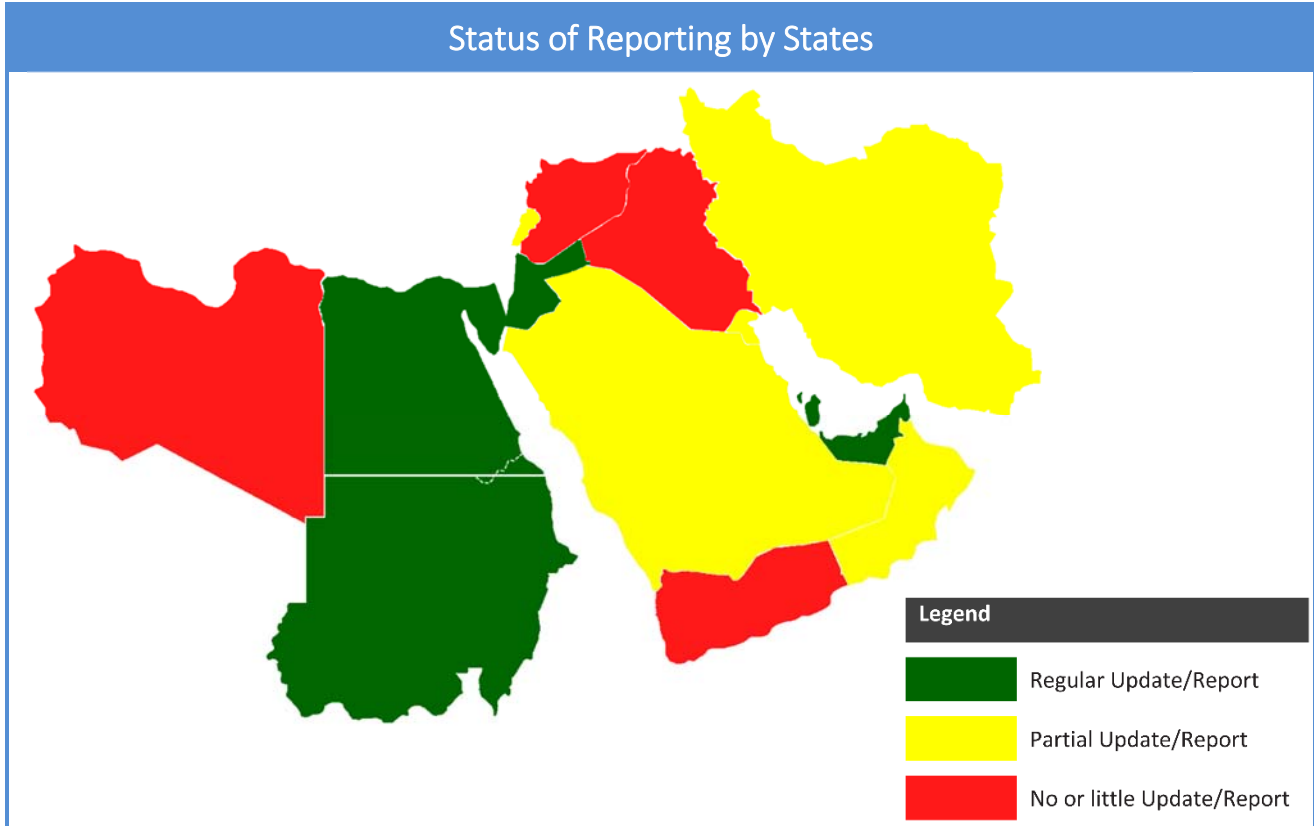 Status of Reporting by States
Legend
Regular Update/Report
Partial Update/Report
No or little Update/Report